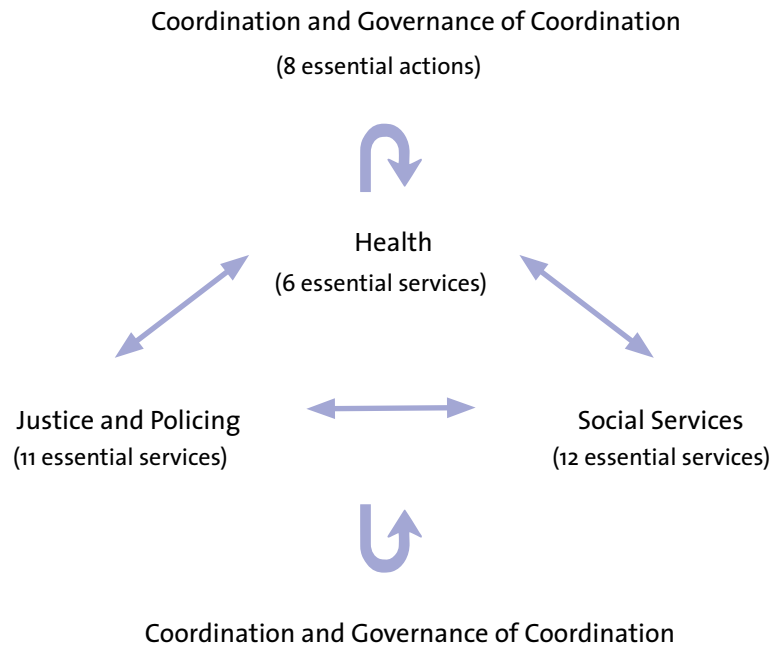 Coordination and Governance of Coordination
(8 essential actions)
Health
(6 essential services)
Justice and Policing
(11 essential services)
Social Services
(12 essential services)
Coordination and Governance of Coordination